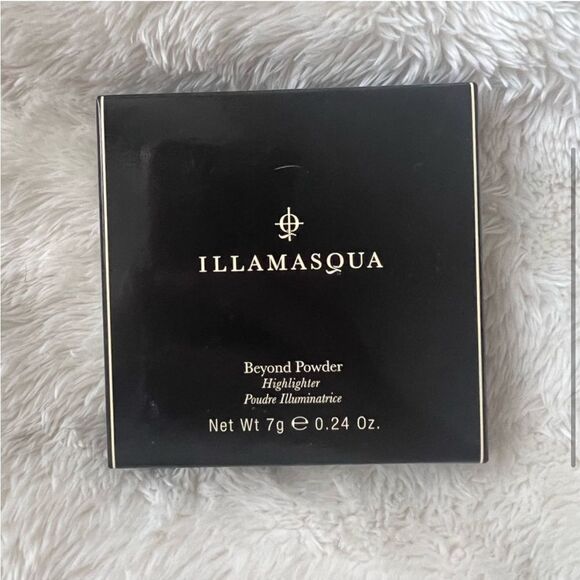 ILLAMASQUA
Beyond Powder
Highlighter
Poudre Illuminatrice
Net Wt 7g ℮ 0.24 Oz.